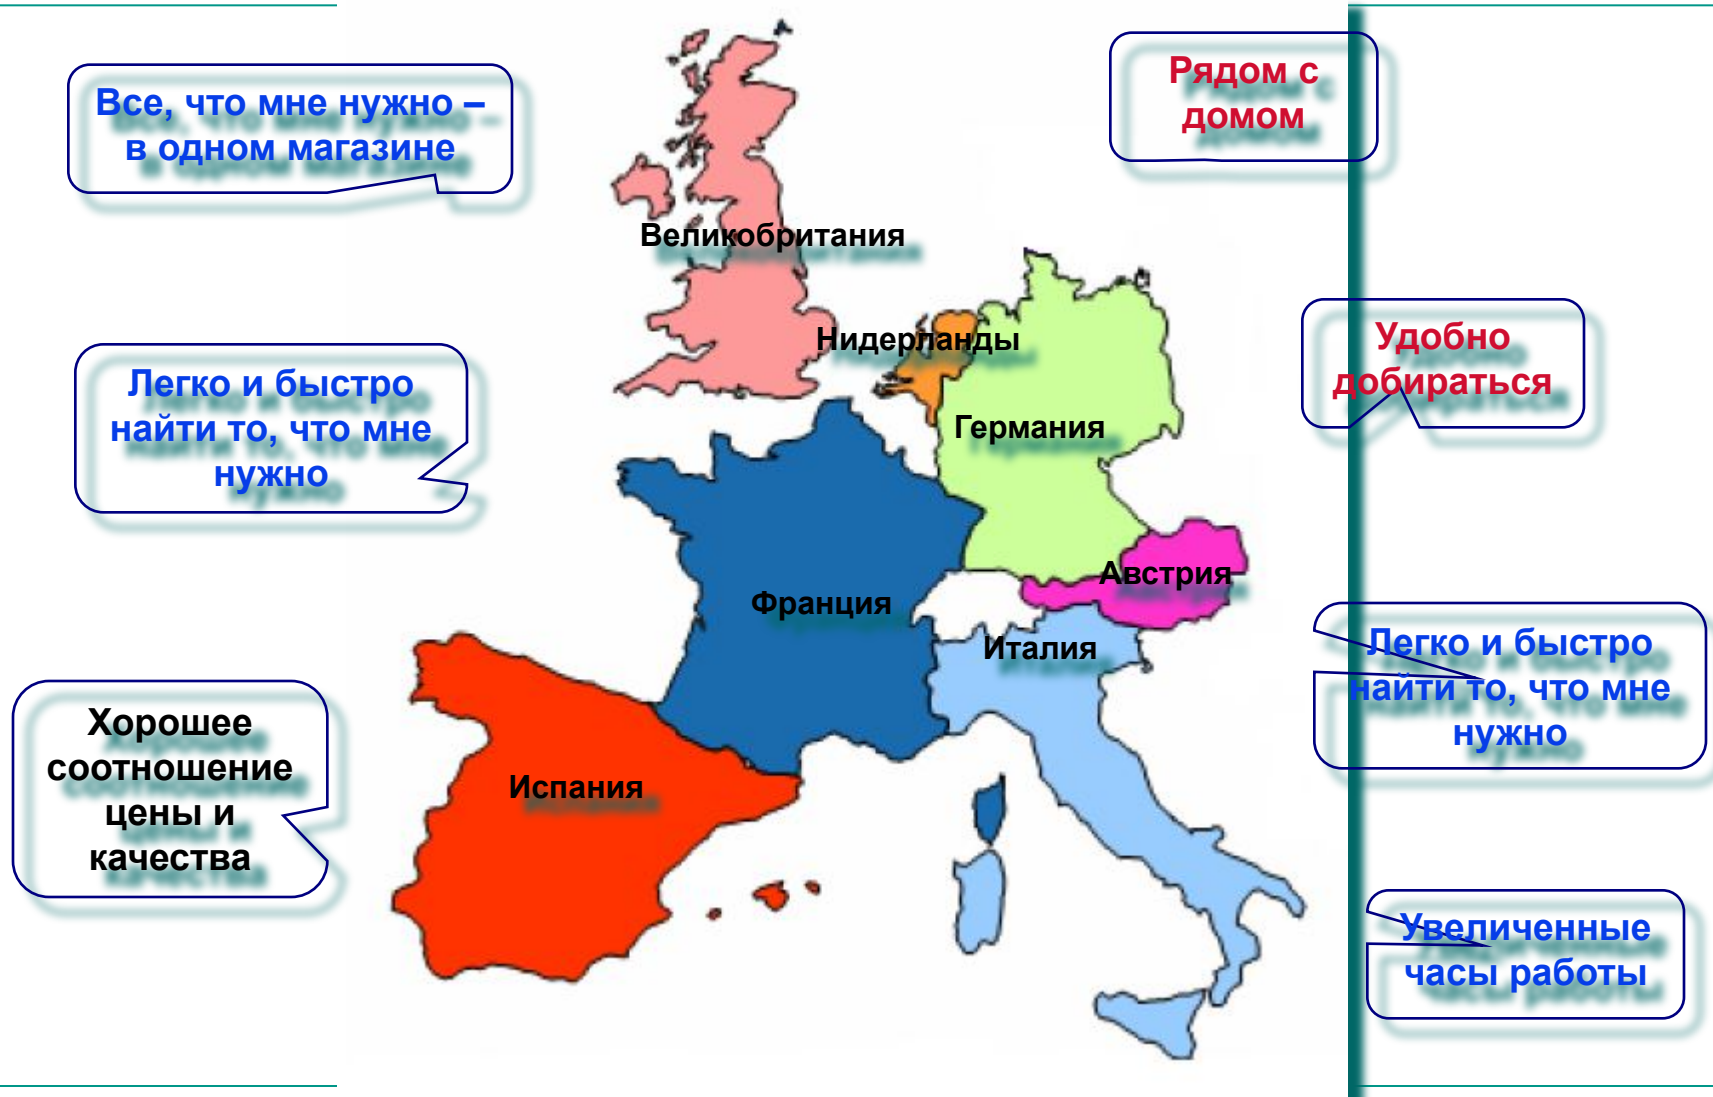 Все, что мне нужно –
в одном магазине
Рядом с
домом
Великобритания
Удобно
добираться
Нидерланды
Легко и быстро
найти то, что мне
нужно
Германия
Австрия
Франция
Италия
Легко и быстро
найти то, что мне
нужно
Хорошее
соотношение
цены и
качества
Испания
Увеличенные
часы работы